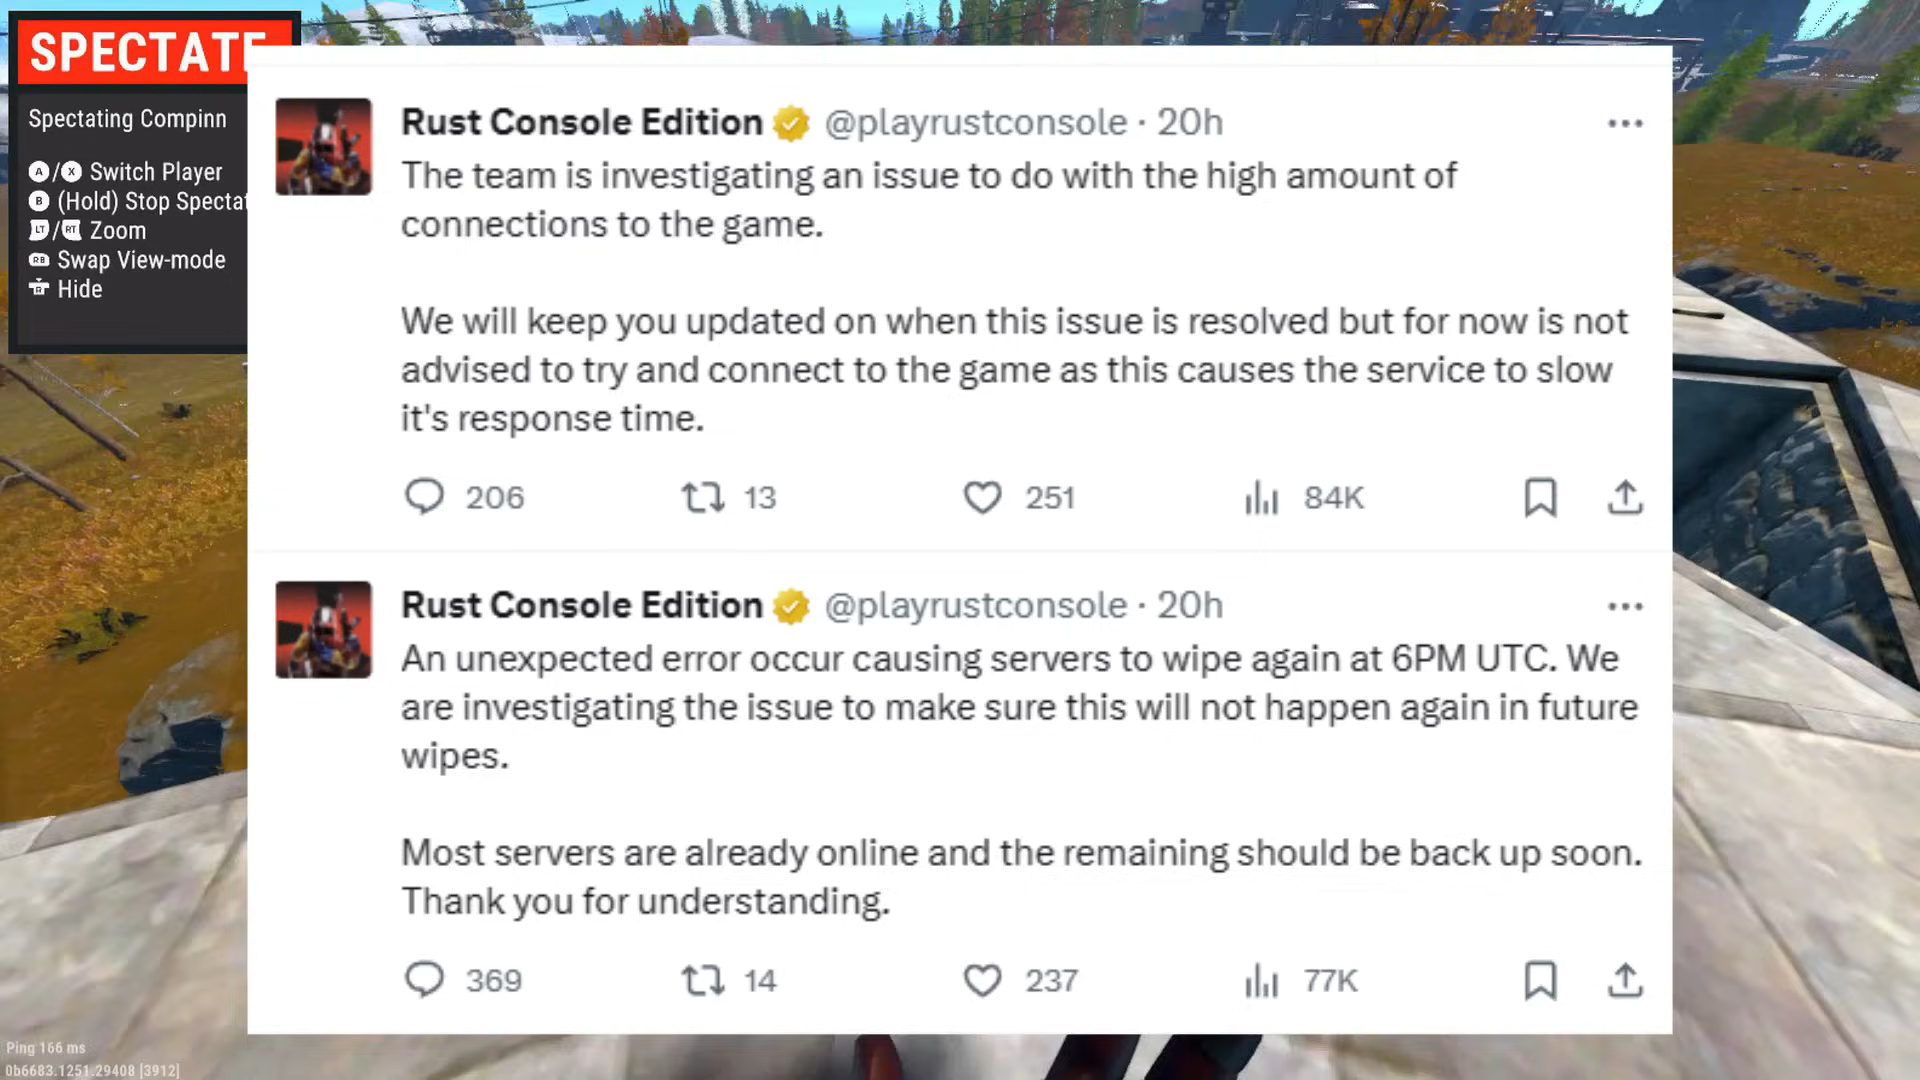 SPECTATE
Spectating Compinn
A/X Switch Player
B (Hold) Stop Spectat
LT/RT Zoom
RB Swap View-mode
Hide
Rust Console Edition @playrustconsole · 20h
The team is investigating an issue to do with the high amount of
connections to the game.
We will keep you updated on when this issue is resolved but for now is not
advised to try and connect to the game as this causes the service to slow
it's response time.
206 13 251 84K
Rust Console Edition @playrustconsole · 20h
An unexpected error occur causing servers to wipe again at 6PM UTC. We
are investigating the issue to make sure this will not happen again in future
wipes.
Most servers are already online and the remaining should be back up soon.
Thank you for understanding.
369 14 237 77K
Ping 166 ms
0b6683.1251.29408 [3912]